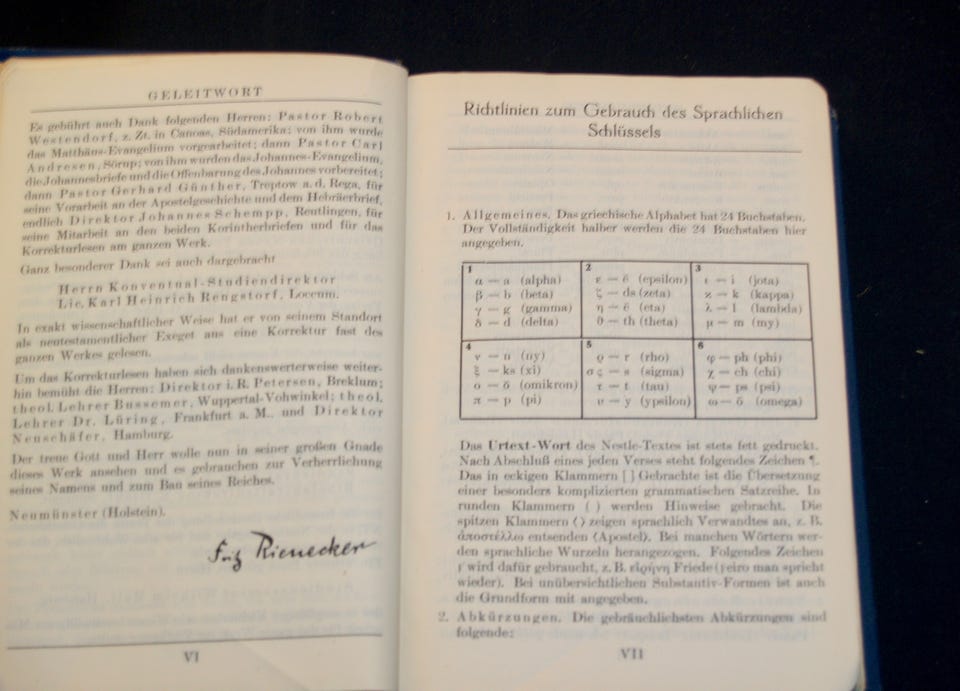 GELEITWORT
Es gebührt auch Dank folgenden Herren: Pastor Robert
Westendorf, z. Zt. in Canoas, Südamerika; von ihm wurde
das Matthäus-Evangelium vorgearbeitet; dann Pastor Carl
Andresen, Sörup; von ihm wurden das Johannes-Evangelium,
die Johannesbriefe und die Offenbarung des Johannes vorbereitet;
dann Pastor Gerhard Günther, Treptow a. d. Rega, für
seine Vorarbeit an der Apostelgeschichte und dem Hebräerbrief,
endlich Direktor Johannes Schempp, Reutlingen, für
seine Mitarbeit an den beiden Korintherbriefen und für das
Korrekturlesen am ganzen Werk.
Ganz besonderer Dank sei auch dargebracht
Herrn Konventual-Studiendirektor
Lic. Karl Heinrich Rengstorf, Loccum.
In exakt wissenschaftlicher Weise hat er von seinem Standort
als neutestamentlicher Exeget aus eine Korrektur fast des
ganzen Werkes gelesen.
Um das Korrekturlesen haben sich dankenswerterweise weiter-
hin bemüht die Herren: Direktor i. R. Petersen, Breklum;
theol. Lehrer Bussemer, Wuppertal-Vohwinkel; theol.
Lehrer Dr. Lüring, Frankfurt a. M., und Direktor
Neuschäfer, Hamburg.
Der treue Gott und Herr wolle nun in seiner großen Gnade
dieses Werk ansehen und es gebrauchen zur Verherrlichung
seines Namens und zum Bau seines Reiches.
Neumünster (Holstein).
Fritz Rienecker
VI
Richtlinien zum Gebrauch des Sprachlichen
Schlüssels
1. Allgemeines. Das griechische Alphabet hat 24 Buchstaben.
Der Vollständigkeit halber werden die 24 Buchstaben hier
angegeben.
1 2 3
α = a (alpha) ε = ĕ (epsilon) ι = i (jota)
β = b (beta) ζ = ds (zeta) κ = k (kappa)
γ = g (gamma) η = ē (eta) λ = l (lambda)
δ = d (delta) θ = th (theta) μ = m (my)
4 5 6
ν = n (ny) ρ = r (rho) φ = ph (phi)
ξ = ks (xi) σς = s (sigma) χ = ch (chi)
ο = ŏ (omikron) τ = t (tau) ψ = ps (psi)
π = p (pi) υ = y (ypsilon) ω = ō (omega)
Das Urtext-Wort des Nestle-Textes ist stets fett gedruckt.
Nach Abschluß eines jeden Verses steht folgendes Zeichen ¶.
Das in eckigen Klammern [ ] Gebrachte ist die Übersetzung
einer besonders komplizierten grammatischen Satzreihe. In
runden Klammern ( ) werden Hinweise gebracht. Die
spitzen Klammern ⟨ ⟩ zeigen sprachlich Verwandtes an, z. B.
ἀποστέλλω entsenden ⟨Apostel⟩. Bei manchen Wörtern wer-
den sprachliche Wurzeln herangezogen. Folgendes Zeichen
wird dafür gebraucht, z. B. εἰρήνη Friede (eiro man spricht
wieder). Bei unübersichtlichen Substantiv-Formen ist auch
die Grundform mit angegeben.
2. Abkürzungen. Die gebräuchlichsten Abkürzungen sind
folgende:
VII